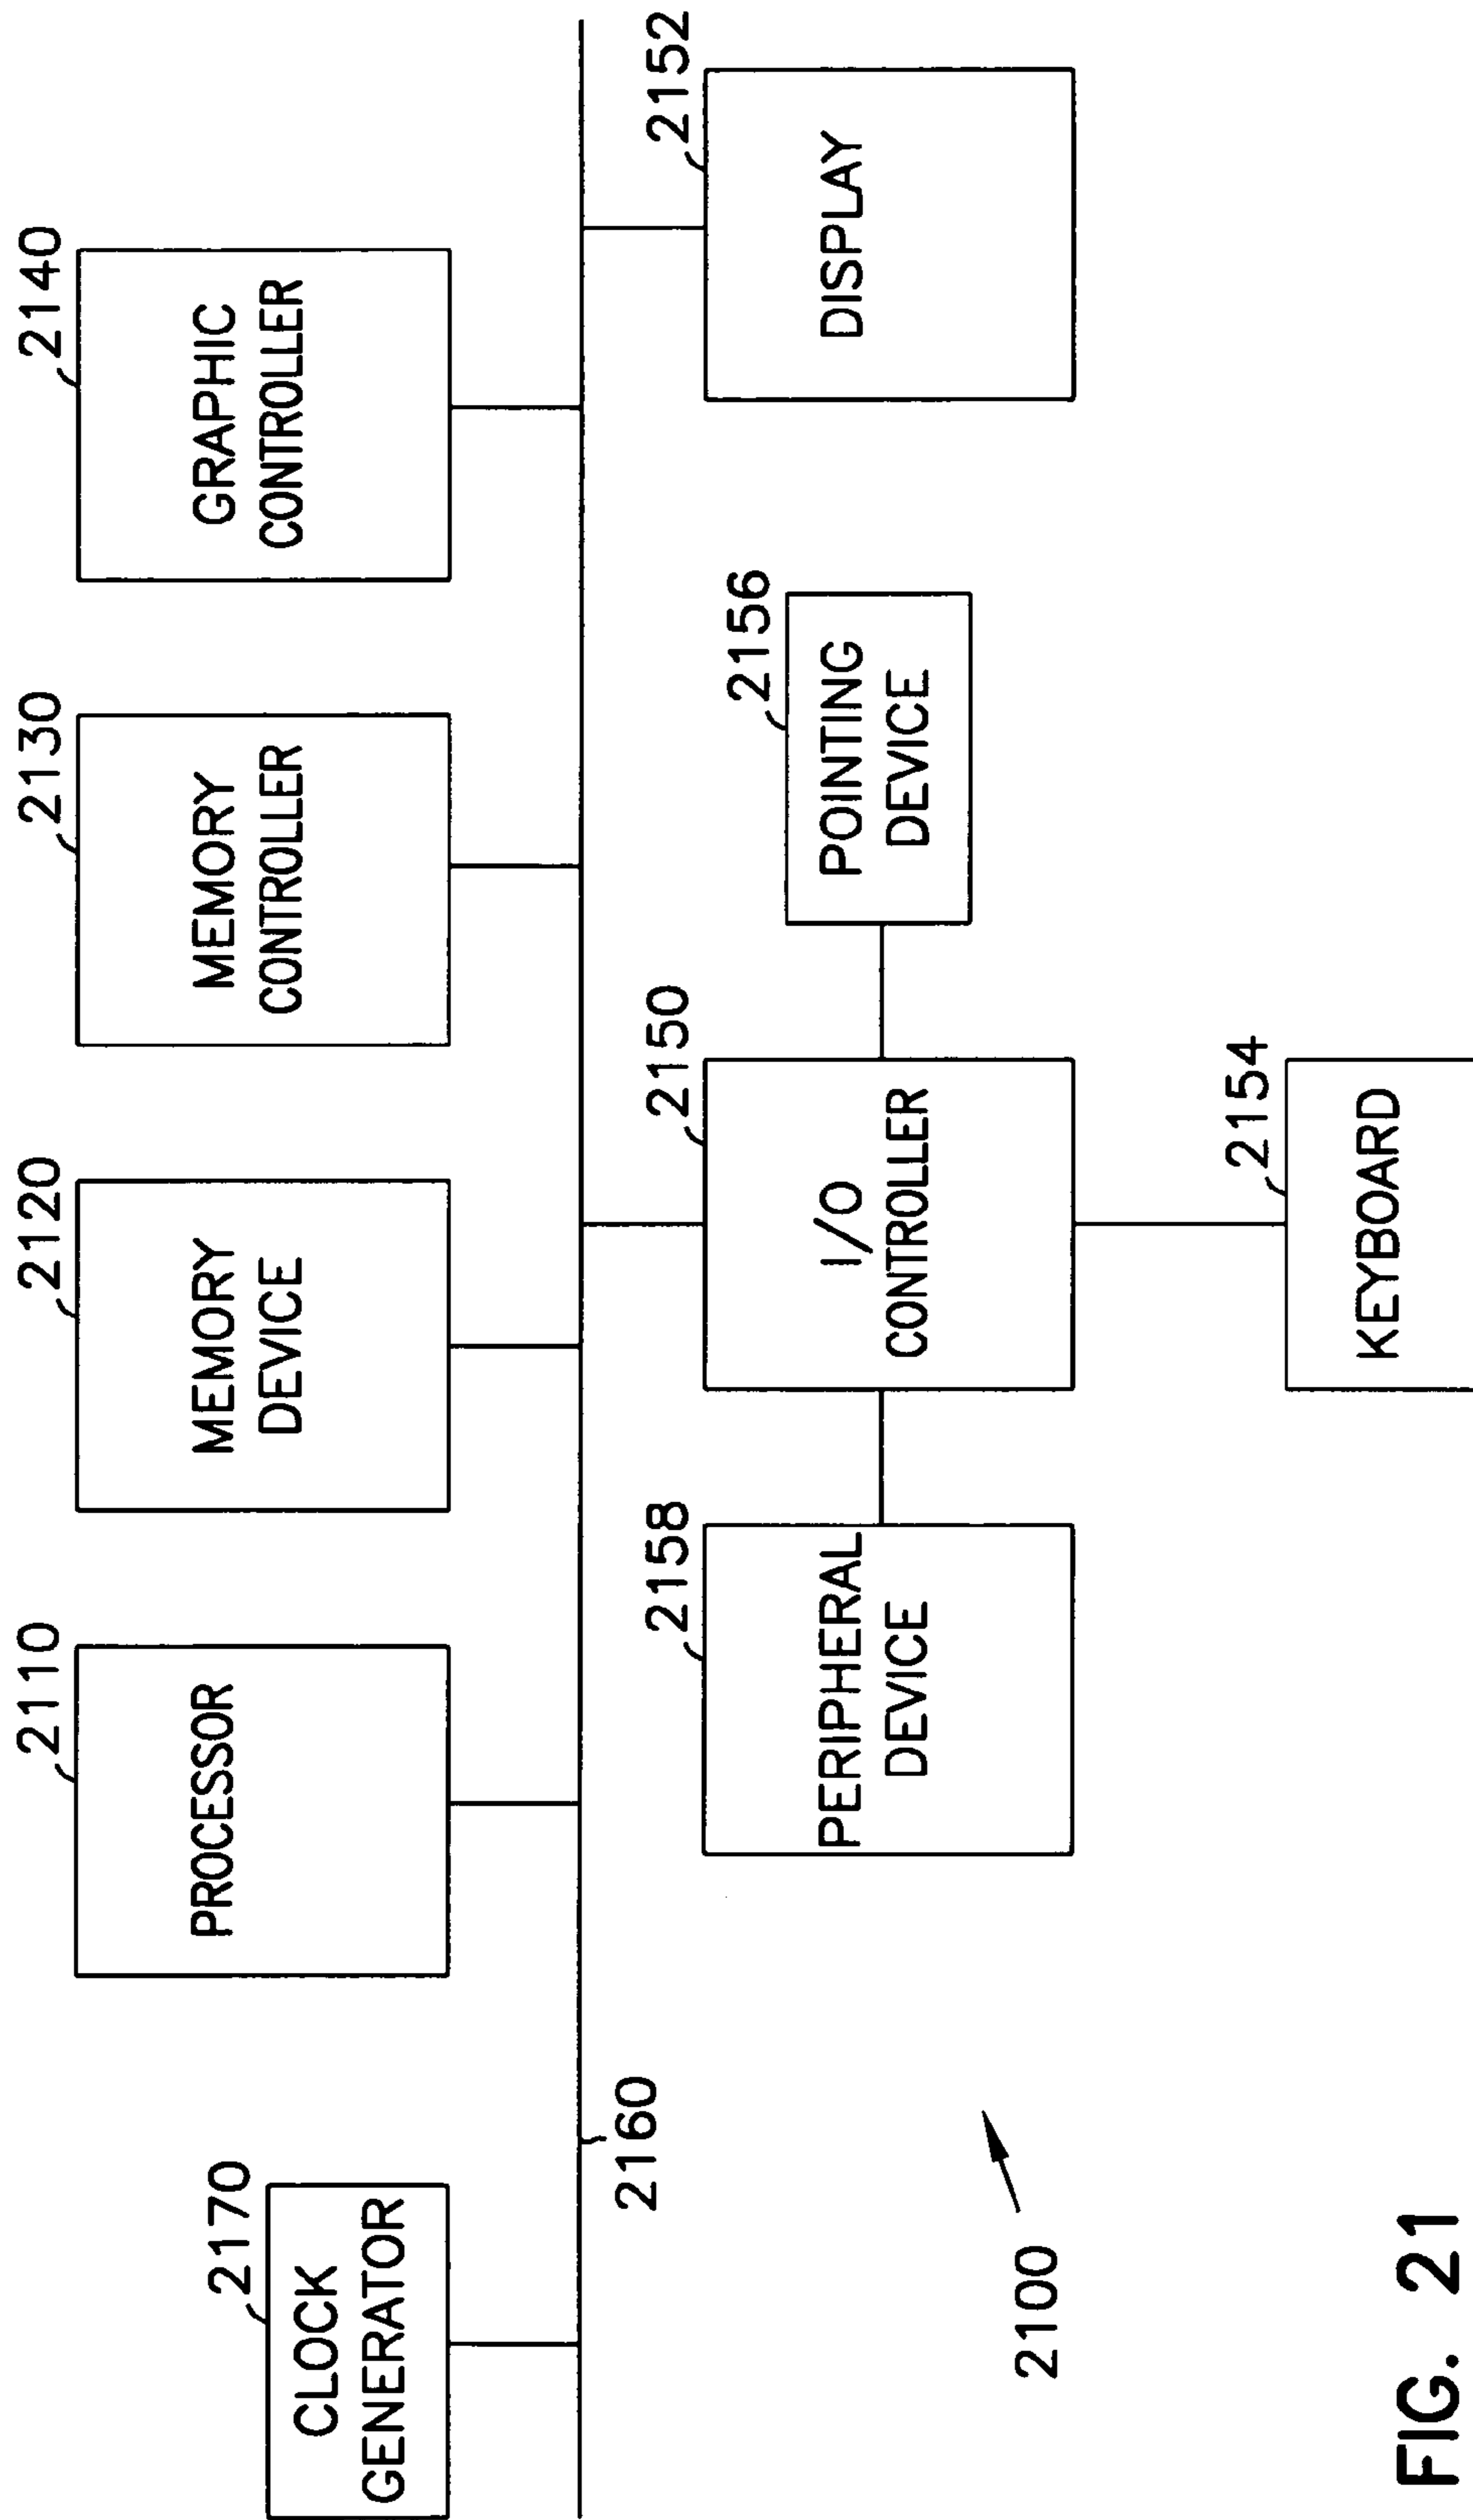 2110
PROCESSOR
2120
MEMORY
DEVICE
2130
MEMORY
CONTROLLER
2140
GRAPHIC
CONTROLLER
2170
CLOCK
GENERATOR
2160
2158
PERIPHERAL
DEVICE
2150
I/O
CONTROLLER
2156
POINTING
DEVICE
2152
DISPLAY
2100
2154
KEYBOARD
FIG. 21